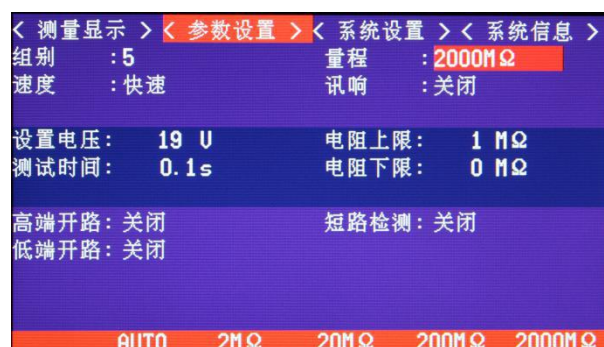 < 测量显示 > < 参数设置 > < 系统设置 > < 系统信息 >
组别 :5 量程 :2000MΩ
速度 :快速 讯响 :关闭
设置电压: 19 V 电阻上限: 1 MΩ
测试时间: 0.1s 电阻下限: 0 MΩ
高端开路:关闭 短路检测:关闭
低端开路:关闭
AUTO 2MΩ 20MΩ 200MΩ 2000MΩ